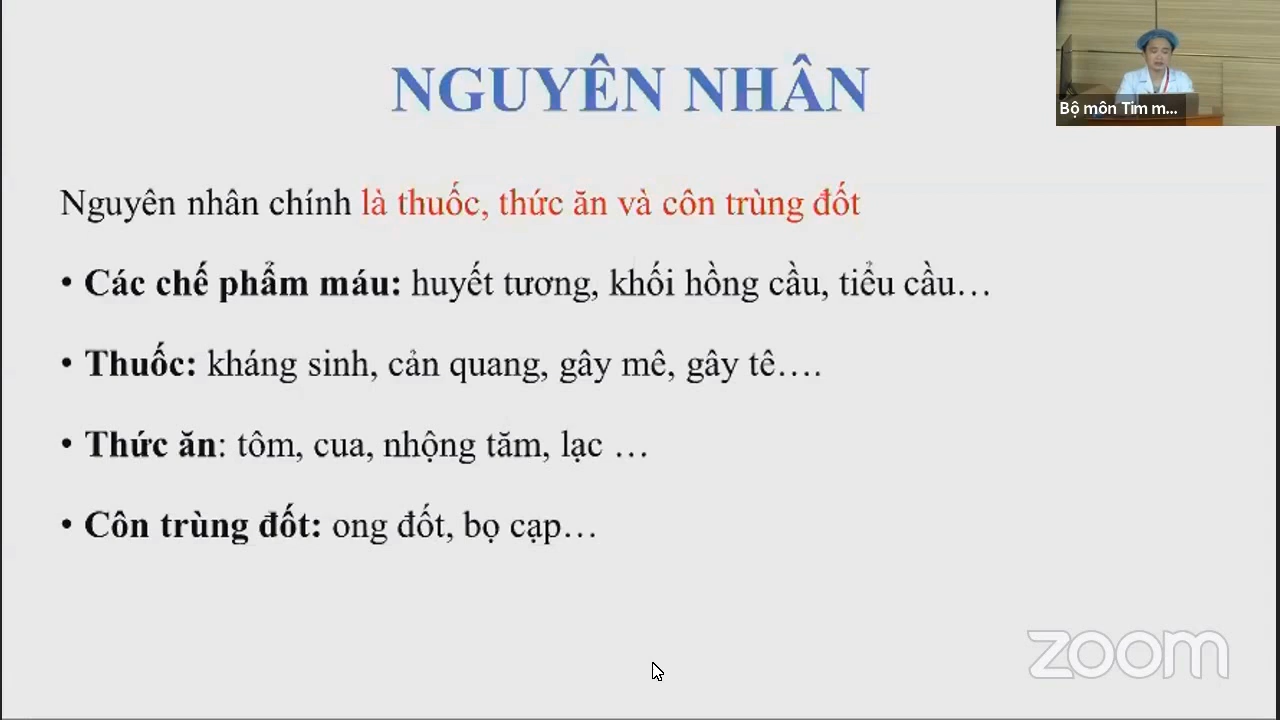 NGUYÊN NHÂN
Bộ môn Tim m...
Nguyên nhân chính là thuốc, thức ăn và côn trùng đốt
• Các chế phẩm máu: huyết tương, khối hồng cầu, tiểu cầu…
• Thuốc: kháng sinh, cản quang, gây mê, gây tê….
• Thức ăn: tôm, cua, nhộng tăm, lạc …
• Côn trùng đốt: ong đốt, bọ cạp…
zoom